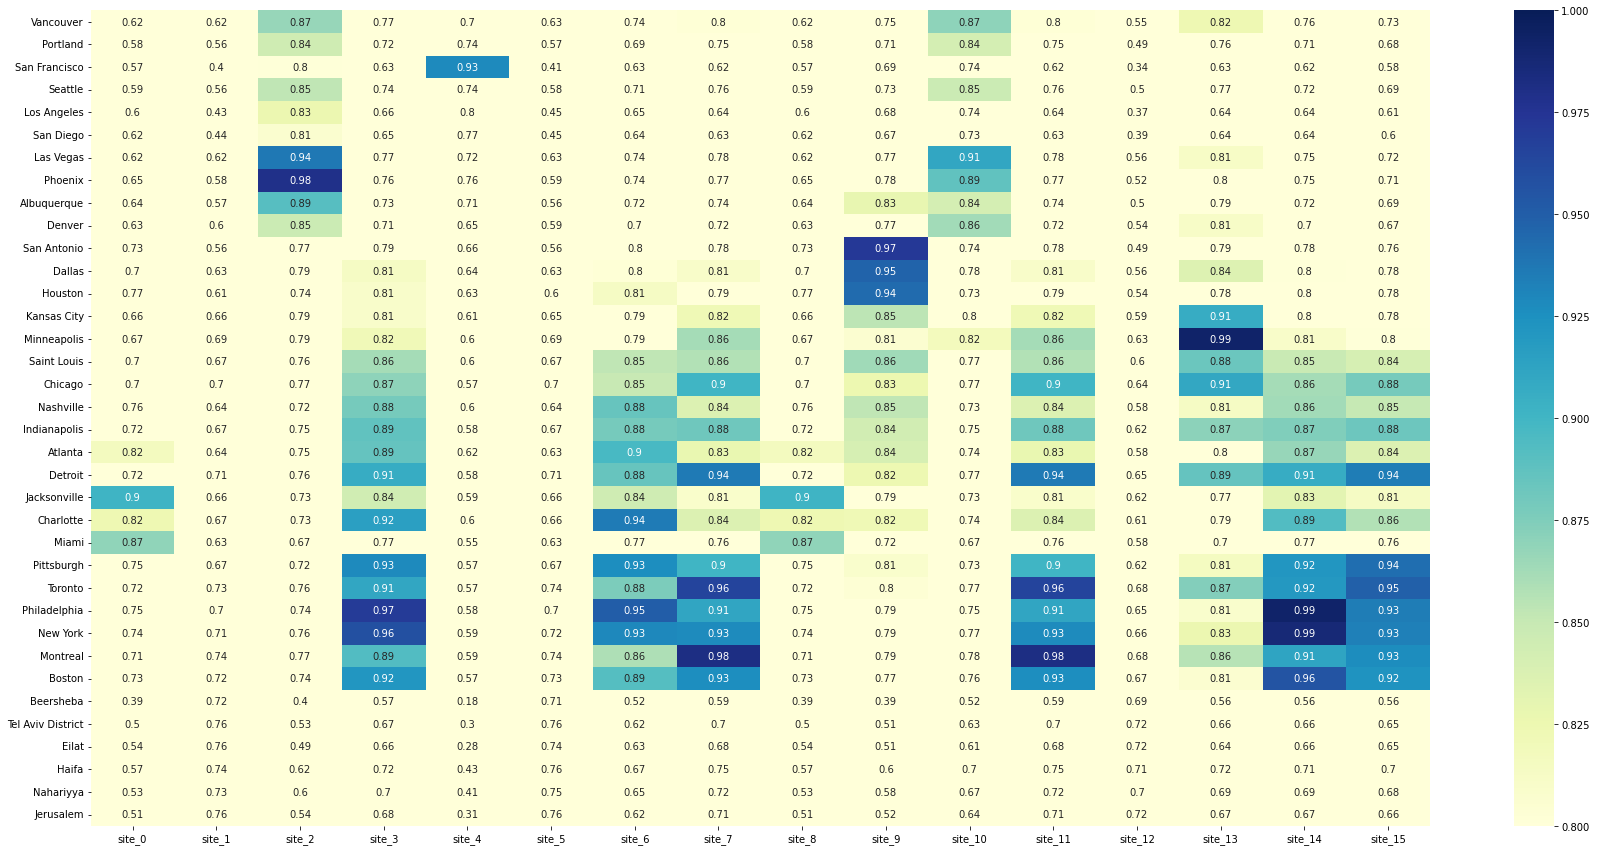 Vancouver 0.62 0.62 0.87 0.77 0.7 0.63 0.74 0.8 0.62 0.75 0.87 0.8 0.55 0.82 0.76 0.73
Portland 0.58 0.56 0.84 0.72 0.74 0.57 0.69 0.75 0.58 0.71 0.84 0.75 0.49 0.76 0.71 0.68
San Francisco 0.57 0.4 0.8 0.63 0.93 0.41 0.63 0.62 0.57 0.69 0.74 0.62 0.34 0.63 0.62 0.58
Seattle 0.59 0.56 0.85 0.74 0.74 0.58 0.71 0.76 0.59 0.73 0.85 0.76 0.5 0.77 0.72 0.69
Los Angeles 0.6 0.43 0.83 0.66 0.8 0.45 0.65 0.64 0.6 0.68 0.74 0.64 0.37 0.64 0.64 0.61
San Diego 0.62 0.44 0.81 0.65 0.77 0.45 0.64 0.63 0.62 0.67 0.73 0.63 0.39 0.64 0.64 0.6
Las Vegas 0.62 0.62 0.94 0.77 0.72 0.63 0.74 0.78 0.62 0.77 0.91 0.78 0.56 0.81 0.75 0.72
Phoenix 0.65 0.58 0.98 0.76 0.76 0.59 0.74 0.77 0.65 0.78 0.89 0.77 0.52 0.8 0.75 0.71
Albuquerque 0.64 0.57 0.89 0.73 0.71 0.56 0.72 0.74 0.64 0.83 0.84 0.74 0.5 0.79 0.72 0.69
Denver 0.63 0.6 0.85 0.71 0.65 0.59 0.7 0.72 0.63 0.77 0.86 0.72 0.54 0.81 0.7 0.67
San Antonio 0.73 0.56 0.77 0.79 0.66 0.56 0.8 0.78 0.73 0.97 0.74 0.78 0.49 0.79 0.78 0.76
Dallas 0.7 0.63 0.79 0.81 0.64 0.63 0.8 0.81 0.7 0.95 0.78 0.81 0.56 0.84 0.8 0.78
Houston 0.77 0.61 0.74 0.81 0.63 0.6 0.81 0.79 0.77 0.94 0.73 0.79 0.54 0.78 0.8 0.78
Kansas City 0.66 0.66 0.79 0.81 0.61 0.65 0.79 0.82 0.66 0.85 0.8 0.82 0.59 0.91 0.8 0.78
Minneapolis 0.67 0.69 0.79 0.82 0.6 0.69 0.79 0.86 0.67 0.81 0.82 0.86 0.63 0.99 0.81 0.8
Saint Louis 0.7 0.67 0.76 0.86 0.6 0.67 0.85 0.86 0.7 0.86 0.77 0.86 0.6 0.88 0.85 0.84
Chicago 0.7 0.7 0.77 0.87 0.57 0.7 0.85 0.9 0.7 0.83 0.77 0.9 0.64 0.91 0.86 0.88
Nashville 0.76 0.64 0.72 0.88 0.6 0.64 0.88 0.84 0.76 0.85 0.73 0.84 0.58 0.81 0.86 0.85
Indianapolis 0.72 0.67 0.75 0.89 0.58 0.67 0.88 0.88 0.72 0.84 0.75 0.88 0.62 0.87 0.87 0.88
Atlanta 0.82 0.64 0.75 0.89 0.62 0.63 0.9 0.83 0.82 0.84 0.74 0.83 0.58 0.8 0.87 0.84
Detroit 0.72 0.71 0.76 0.91 0.58 0.71 0.88 0.94 0.72 0.82 0.77 0.94 0.65 0.89 0.91 0.94
Jacksonville 0.9 0.66 0.73 0.84 0.59 0.66 0.84 0.81 0.9 0.79 0.73 0.81 0.62 0.77 0.83 0.81
Charlotte 0.82 0.67 0.73 0.92 0.6 0.66 0.94 0.84 0.82 0.82 0.74 0.84 0.61 0.79 0.89 0.86
Miami 0.87 0.63 0.67 0.77 0.55 0.63 0.77 0.76 0.87 0.72 0.67 0.76 0.58 0.7 0.77 0.76
Pittsburgh 0.75 0.67 0.72 0.93 0.57 0.67 0.93 0.9 0.75 0.81 0.73 0.9 0.62 0.81 0.92 0.94
Toronto 0.72 0.73 0.76 0.91 0.58 0.74 0.88 0.96 0.72 0.8 0.77 0.96 0.68 0.87 0.92 0.95
Philadelphia 0.75 0.7 0.74 0.97 0.58 0.7 0.95 0.91 0.75 0.79 0.75 0.91 0.65 0.81 0.99 0.93
New York 0.74 0.71 0.76 0.96 0.59 0.72 0.93 0.93 0.74 0.79 0.77 0.93 0.66 0.83 0.99 0.93
Montreal 0.71 0.74 0.77 0.89 0.59 0.74 0.86 0.98 0.71 0.79 0.78 0.98 0.68 0.86 0.91 0.93
Boston 0.73 0.72 0.74 0.92 0.57 0.73 0.89 0.93 0.73 0.77 0.76 0.93 0.67 0.81 0.96 0.92
Beersheba 0.39 0.72 0.4 0.57 0.18 0.71 0.52 0.59 0.39 0.39 0.52 0.59 0.69 0.56 0.56 0.56
Tel Aviv District 0.5 0.76 0.53 0.67 0.3 0.76 0.62 0.7 0.5 0.51 0.63 0.7 0.72 0.66 0.66 0.65
Eilat 0.54 0.76 0.49 0.66 0.28 0.74 0.63 0.68 0.54 0.51 0.61 0.68 0.72 0.64 0.66 0.65
Haifa 0.57 0.74 0.62 0.72 0.43 0.76 0.67 0.75 0.57 0.6 0.7 0.75 0.71 0.72 0.71 0.7
Nahariyya 0.53 0.73 0.6 0.7 0.41 0.75 0.65 0.72 0.53 0.58 0.67 0.72 0.7 0.69 0.69 0.68
Jerusalem 0.51 0.76 0.54 0.68 0.31 0.76 0.62 0.71 0.51 0.52 0.64 0.71 0.72 0.67 0.67 0.66
site_0 site_1 site_2 site_3 site_4 site_5 site_6 site_7 site_8 site_9 site_10 site_11 site_12 site_13 site_14 site_15
1.000
0.975
0.950
0.925
0.900
0.875
0.850
0.825
0.800